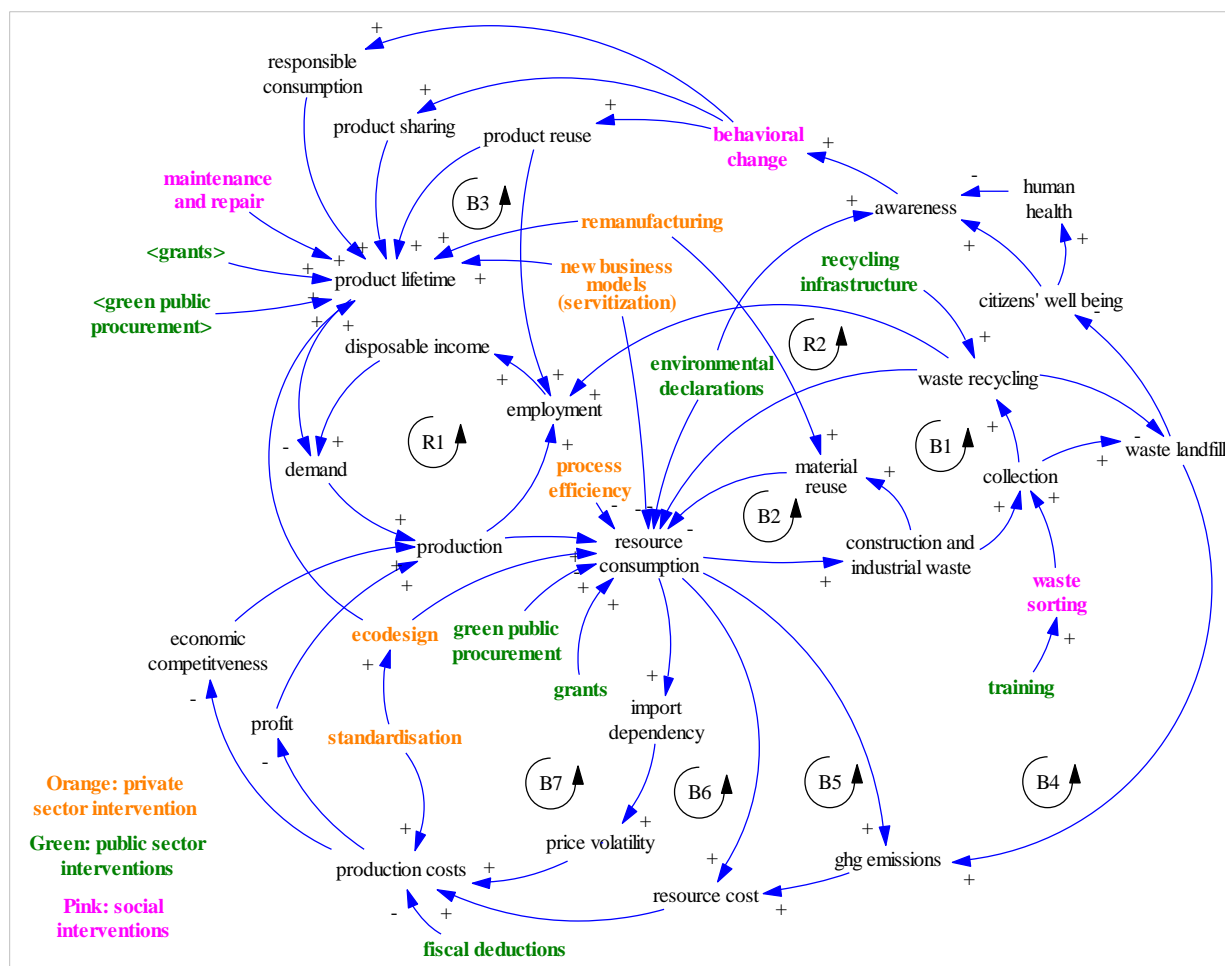 responsible
consumption
product sharing
product reuse
behavioral
change
maintenance
and repair
B3
remanufacturing
awareness
human
health
<grants>
product lifetime
new business
models
(servitization)
recycling
infrastructure
citizens' well being
<green public
procurement>
disposable income
R2
environmental
declarations
waste recycling
employment
R1
demand
process
efficiency
material
reuse
B1
collection
waste landfill
B2
production
resource
consumption
construction and
industrial waste
waste
sorting
economic
competitveness
ecodesign
green public
procurement
grants
training
import
dependency
profit
standardisation
B7
B6
B5
B4
Orange: private
sector intervention
Green: public sector
interventions
Pink: social
interventions
price volatility
ghg emissions
production costs
resource cost
fiscal deductions